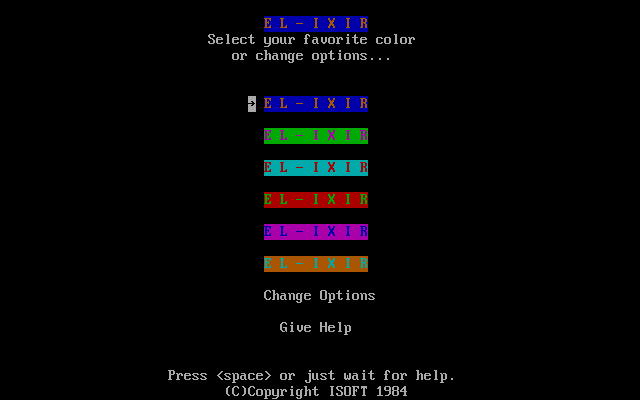 E L - I X I R
Select your favorite color
or change options...
→ E L - I X I R
E L - I X I R
E L - I X I R
E L - I X I R
E L - I X I R
E L - I X I R
Change Options
Give Help
Press <space> or just wait for help.
(C)Copyright ISOFT 1984